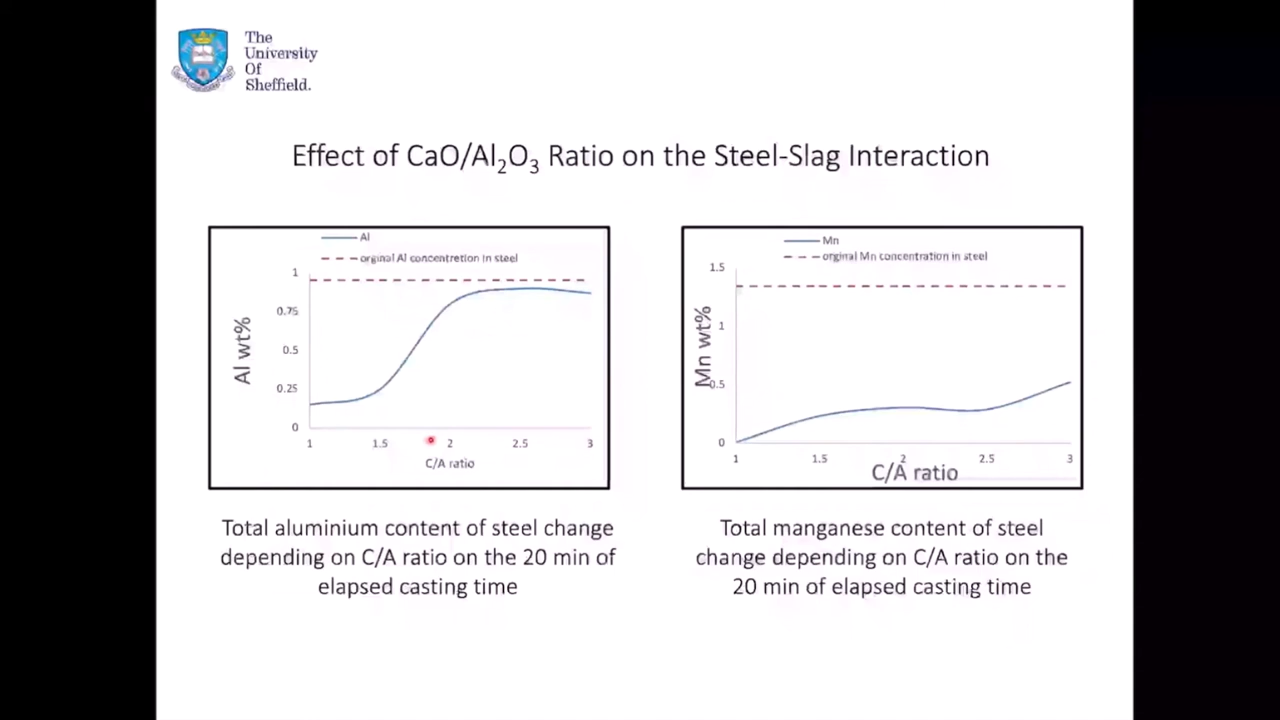 The
University
Of
Sheffield.
Effect of CaO/Al₂O₃ Ratio on the Steel-Slag Interaction
Al
orginal Al concentretion in steel
1
0.75
0.5
0.25
0
Al wt%
1 1.5 2 2.5 3
C/A ratio
Mn
orginal Mn concentration in steel
1.5
1
0.5
0
Mn wt%
1 1.5 2 2.5 3
C/A ratio
Total aluminium content of steel change
depending on C/A ratio on the 20 min of
elapsed casting time
Total manganese content of steel
change depending on C/A ratio on the
20 min of elapsed casting time